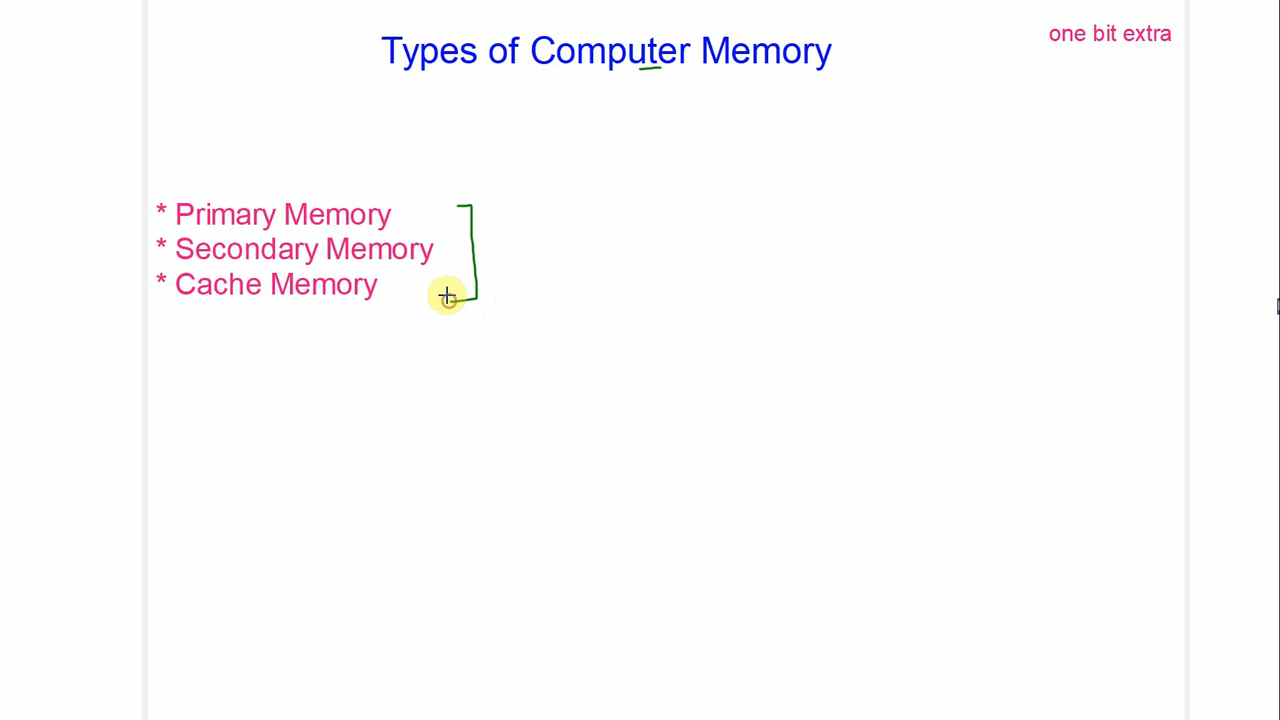 Types of Computer Memory
one bit extra
* Primary Memory
* Secondary Memory
* Cache Memory